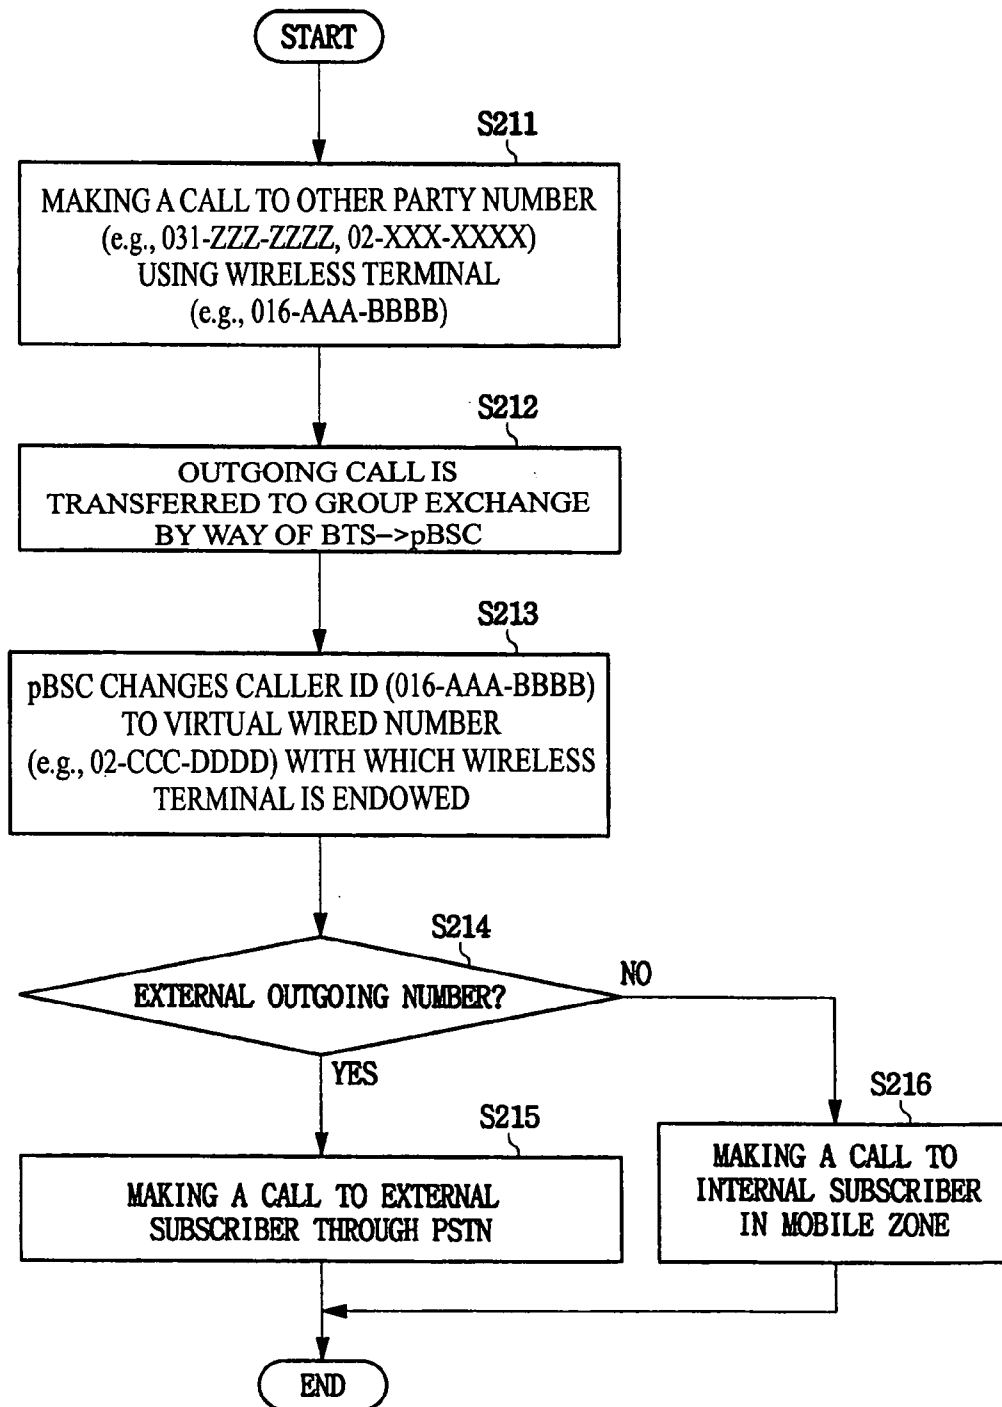 START
S211
MAKING A CALL TO OTHER PARTY NUMBER
(e.g., 031-ZZZ-ZZZZ, 02-XXX-XXXX)
USING WIRELESS TERMINAL
(e.g., 016-AAA-BBBB)
S212
OUTGOING CALL IS
TRANSFERRED TO GROUP EXCHANGE
BY WAY OF BTS->pBSC
S213
pBSC CHANGES CALLER ID (016-AAA-BBBB)
TO VIRTUAL WIRED NUMBER
(e.g., 02-CCC-DDDD) WITH WHICH WIRELESS
TERMINAL IS ENDOWED
S214
EXTERNAL OUTGOING NUMBER?
NO
YES
S215
MAKING A CALL TO EXTERNAL
SUBSCRIBER THROUGH PSTN
S216
MAKING A CALL TO
INTERNAL SUBSCRIBER
IN MOBILE ZONE
END